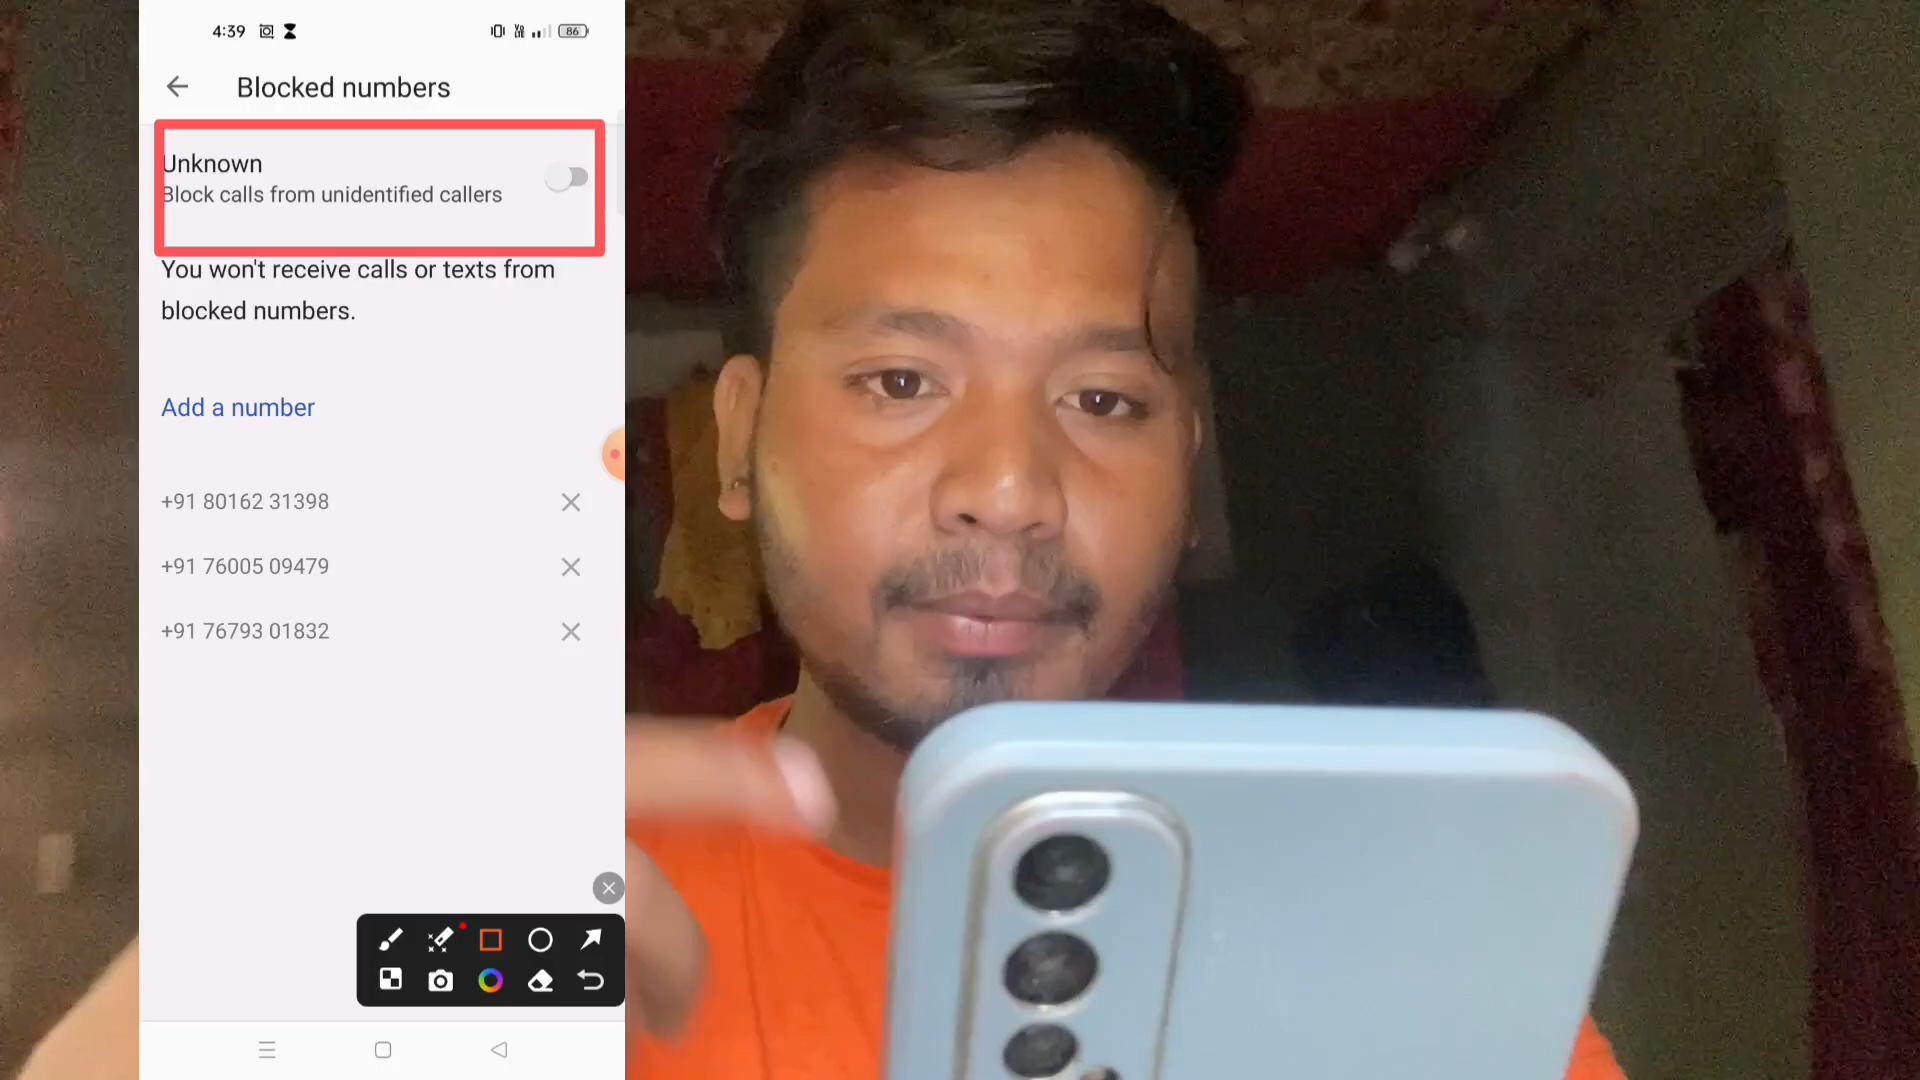 4:39
86
Blocked numbers
Unknown
Block calls from unidentified callers
You won't receive calls or texts from
blocked numbers.
Add a number
+91 80162 31398
+91 76005 09479
+91 76793 01832